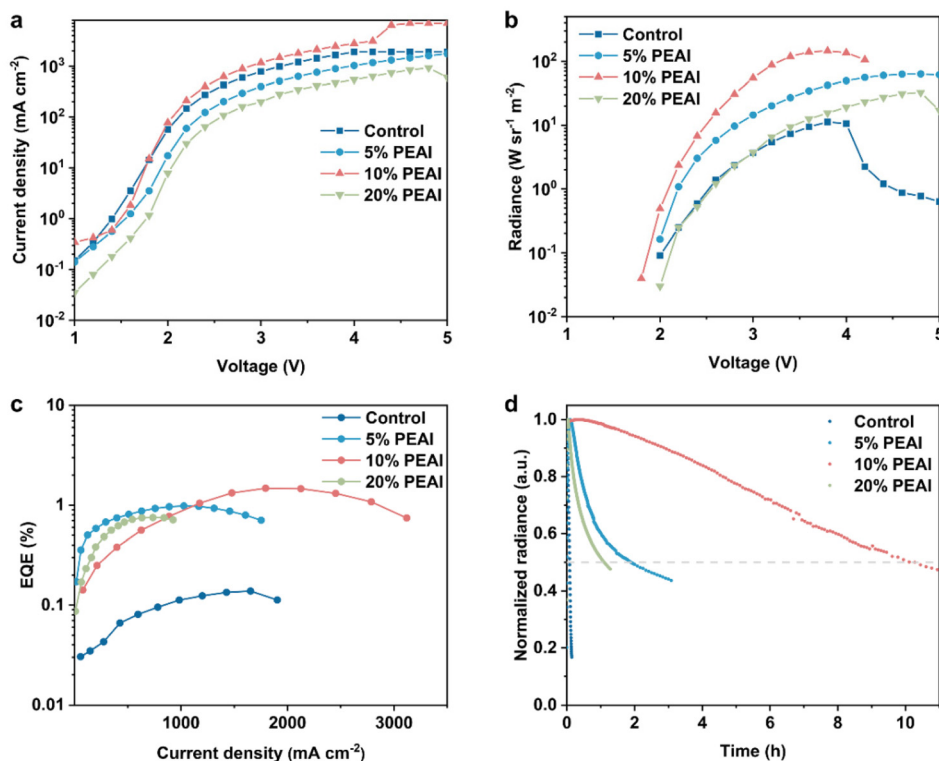 a
Current density (mA cm⁻²)
10³
10²
10¹
10⁰
10⁻¹
10⁻²
Control
5% PEAI
10% PEAI
20% PEAI
1 2 3 4 5
Voltage (V)
b
Radiance (W sr⁻¹ m⁻²)
10²
10¹
10⁰
10⁻¹
10⁻²
Control
5% PEAI
10% PEAI
20% PEAI
1 2 3 4 5
Voltage (V)
c
EQE (%)
10
1
0.1
0.01
Control
5% PEAI
10% PEAI
20% PEAI
1000 2000 3000
Current density (mA cm⁻²)
d
Normalized radiance (a.u.)
1.0
0.8
0.6
0.4
0.2
0.0
Control
5% PEAI
10% PEAI
20% PEAI
0 2 4 6 8 10
Time (h)